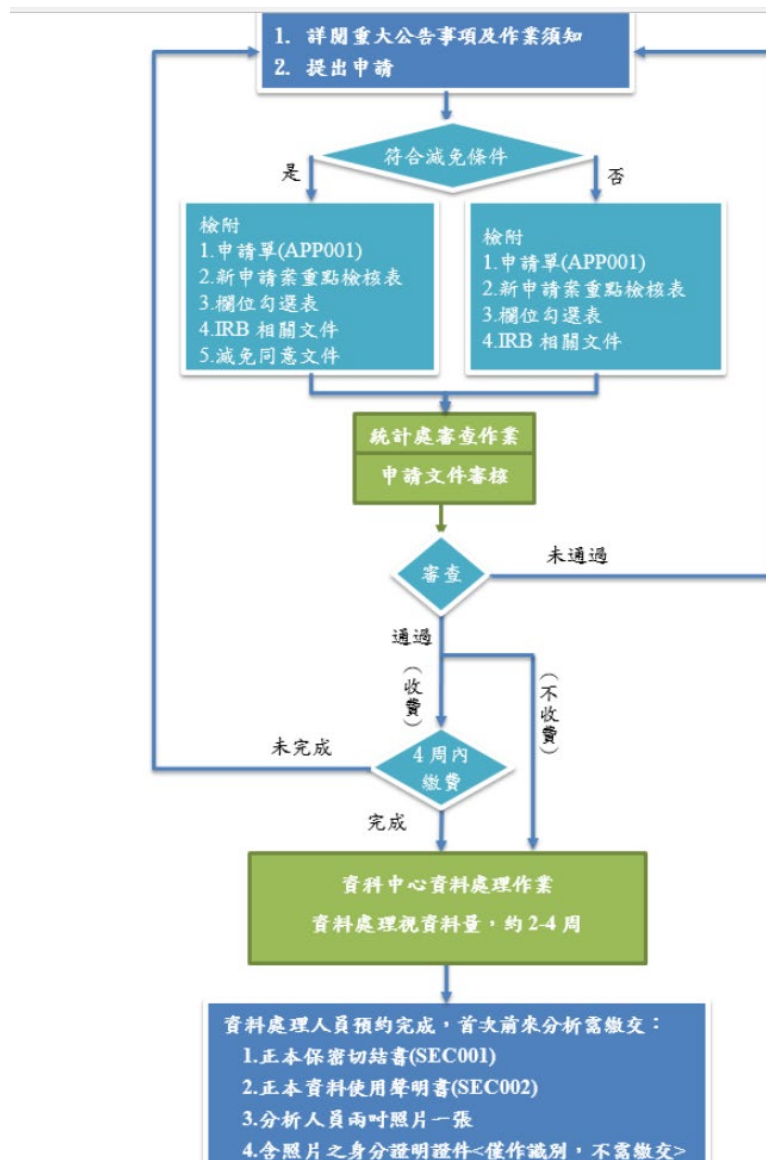 1. 詳閱重大公告事項及作業須知
2. 提出申請
符合減免條件
是
否
檢附
1.申請單(APP001)
2.新申請案重點檢核表
3.欄位勾選表
4.IRB 相關文件
5.減免同意文件
檢附
1.申請單(APP001)
2.新申請案重點檢核表
3.欄位勾選表
4.IRB 相關文件
統計處審查作業
申請文件審核
審查
未通過
通過
（收費）
（不收費）
未完成
4 周內
繳費
完成
資科中心資料處理作業
資料處理視資料量，約 2-4 周
資料處理人員預約完成，首次前來分析需繳交：
1.正本保密切結書(SEC001)
2.正本資料使用聲明書(SEC002)
3.分析人員兩吋照片一張
4.含照片之身分證明證件<僅作識別，不需繳交>